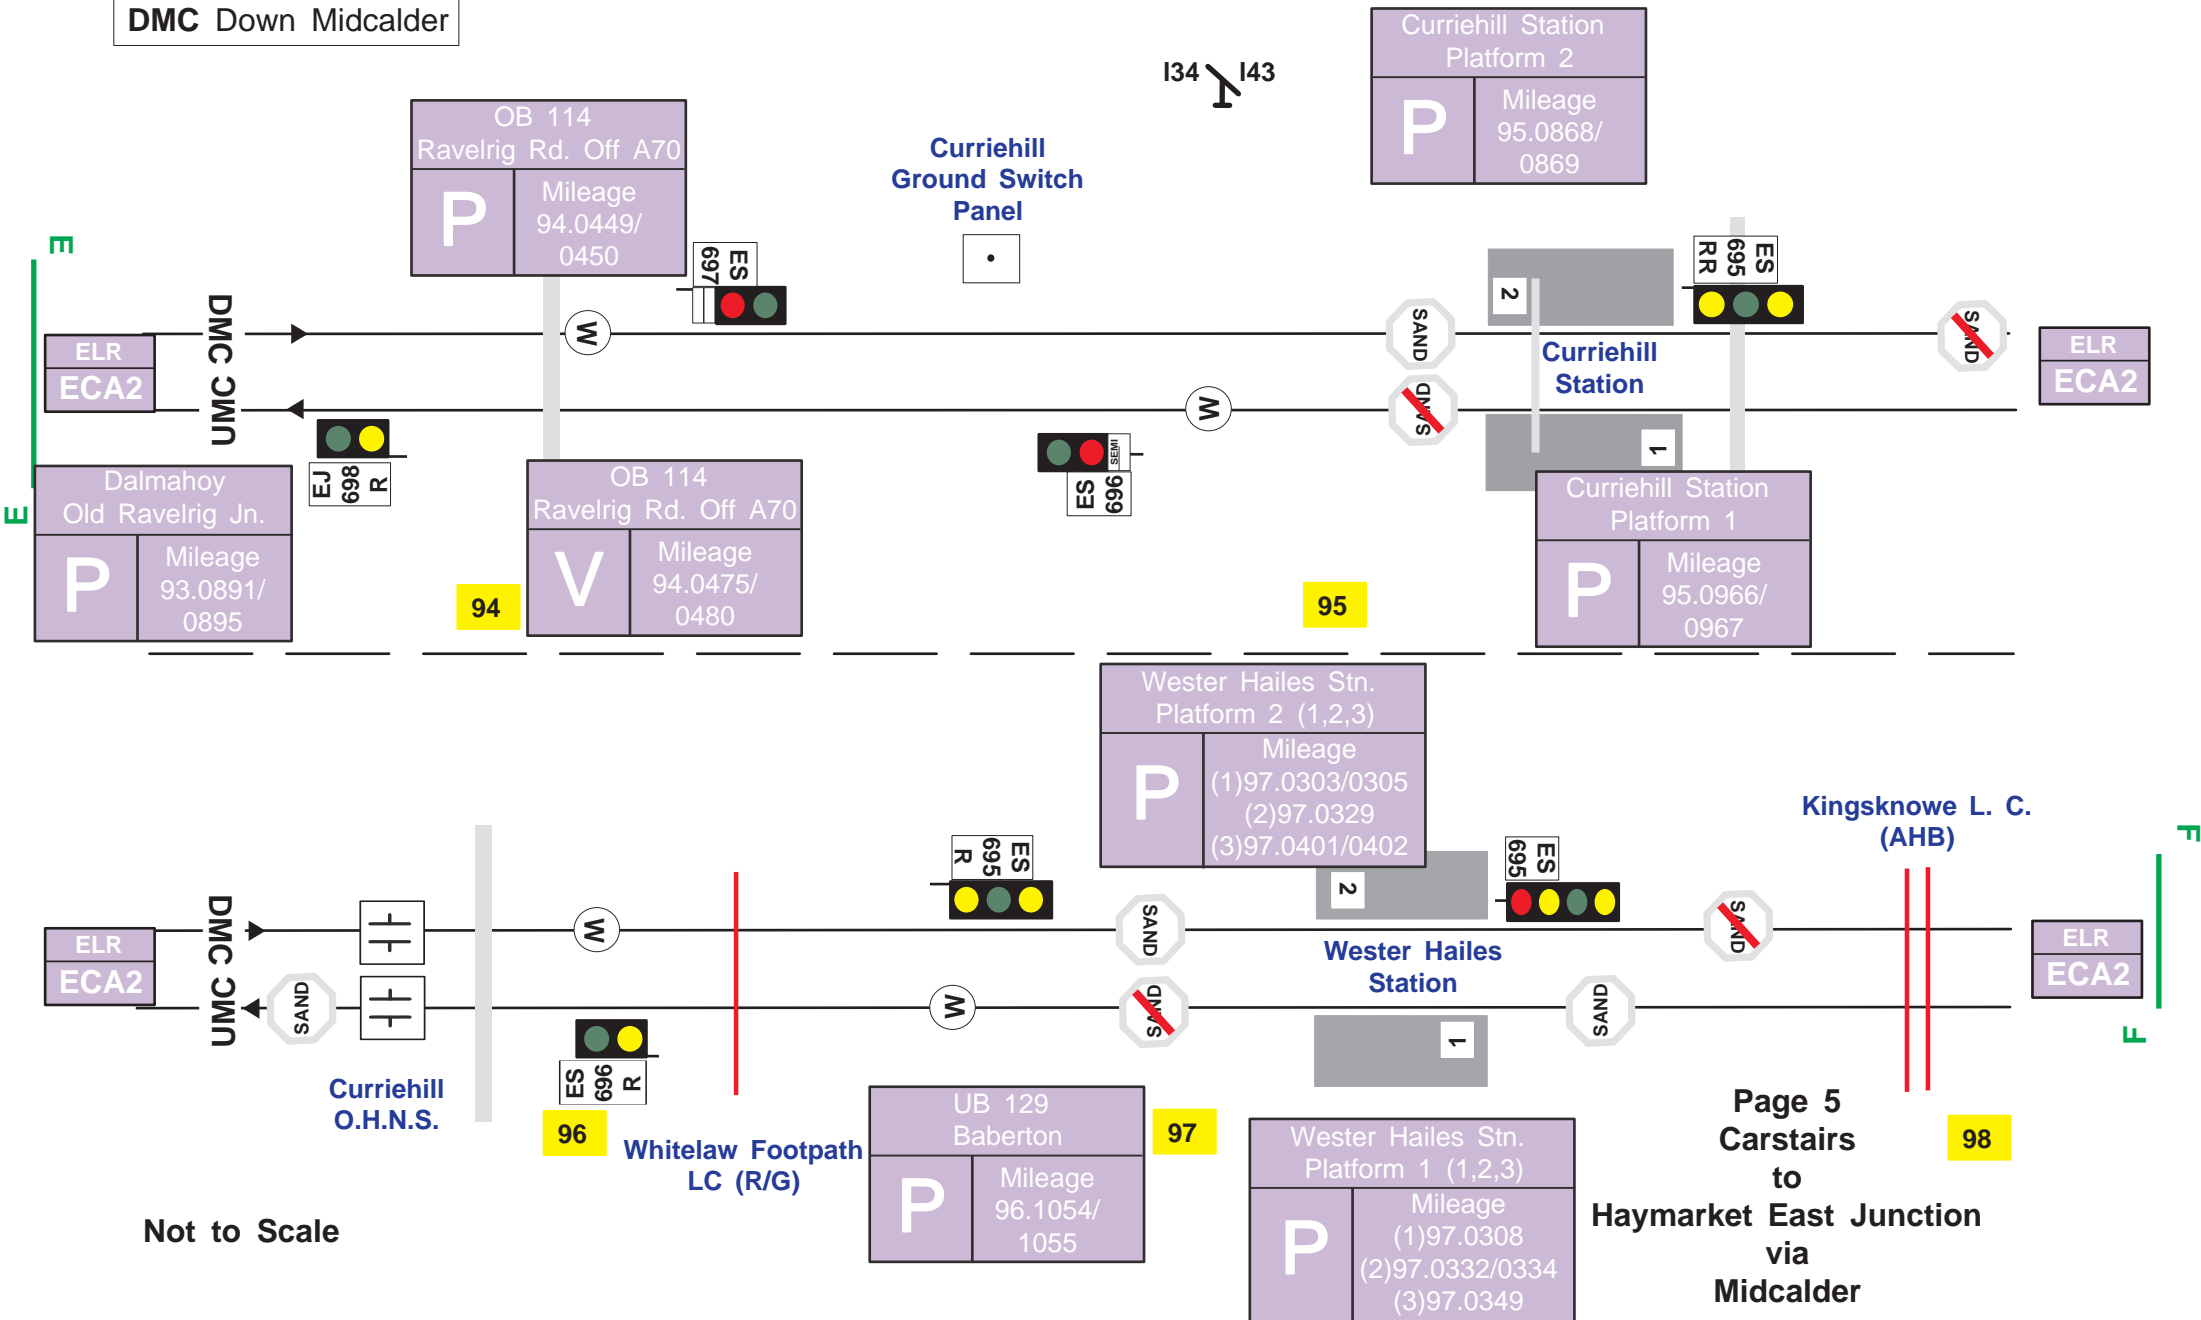 DMC Down Midcalder
I34 I43
Curriehill Station
Platform 2
P
Mileage
95.0868/
0869
OB 114
Ravelrig Rd. Off A70
P
Mileage
94.0449/
0450
Curriehill
Ground Switch
Panel
E
ES
697
2
ES
695
RR
DMC
W
SAND
SAND
ELR
ECA2
Curriehill
Station
ELR
ECA2
UMC
W
SAND
1
EJ
698
R
SEMI
ES
696
E
Dalmahoy
Old Ravelrig Jn.
P
Mileage
93.0891/
0895
OB 114
Ravelrig Rd. Off A70
V
Mileage
94.0475/
0480
Curriehill Station
Platform 1
P
Mileage
95.0966/
0967
94
95
Wester Hailes Stn.
Platform 2 (1,2,3)
P
Mileage
(1)97.0303/0305
(2)97.0329
(3)97.0401/0402
Kingsknowe L. C.
(AHB)
F
ES
695
R
2
ES
695
DMC
W
SAND
SAND
ELR
ECA2
Wester Hailes
Station
ELR
ECA2
UMC
SAND
W
SAND
SAND
1
F
ES
696
R
Curriehill
O.H.N.S.
96
Whitelaw Footpath
LC (R/G)
UB 129
Baberton
P
Mileage
96.1054/
1055
97
Wester Hailes Stn.
Platform 1 (1,2,3)
P
Mileage
(1)97.0308
(2)97.0332/0334
(3)97.0349
98
Page 5
Carstairs
to
Haymarket East Junction
via
Midcalder
Not to Scale